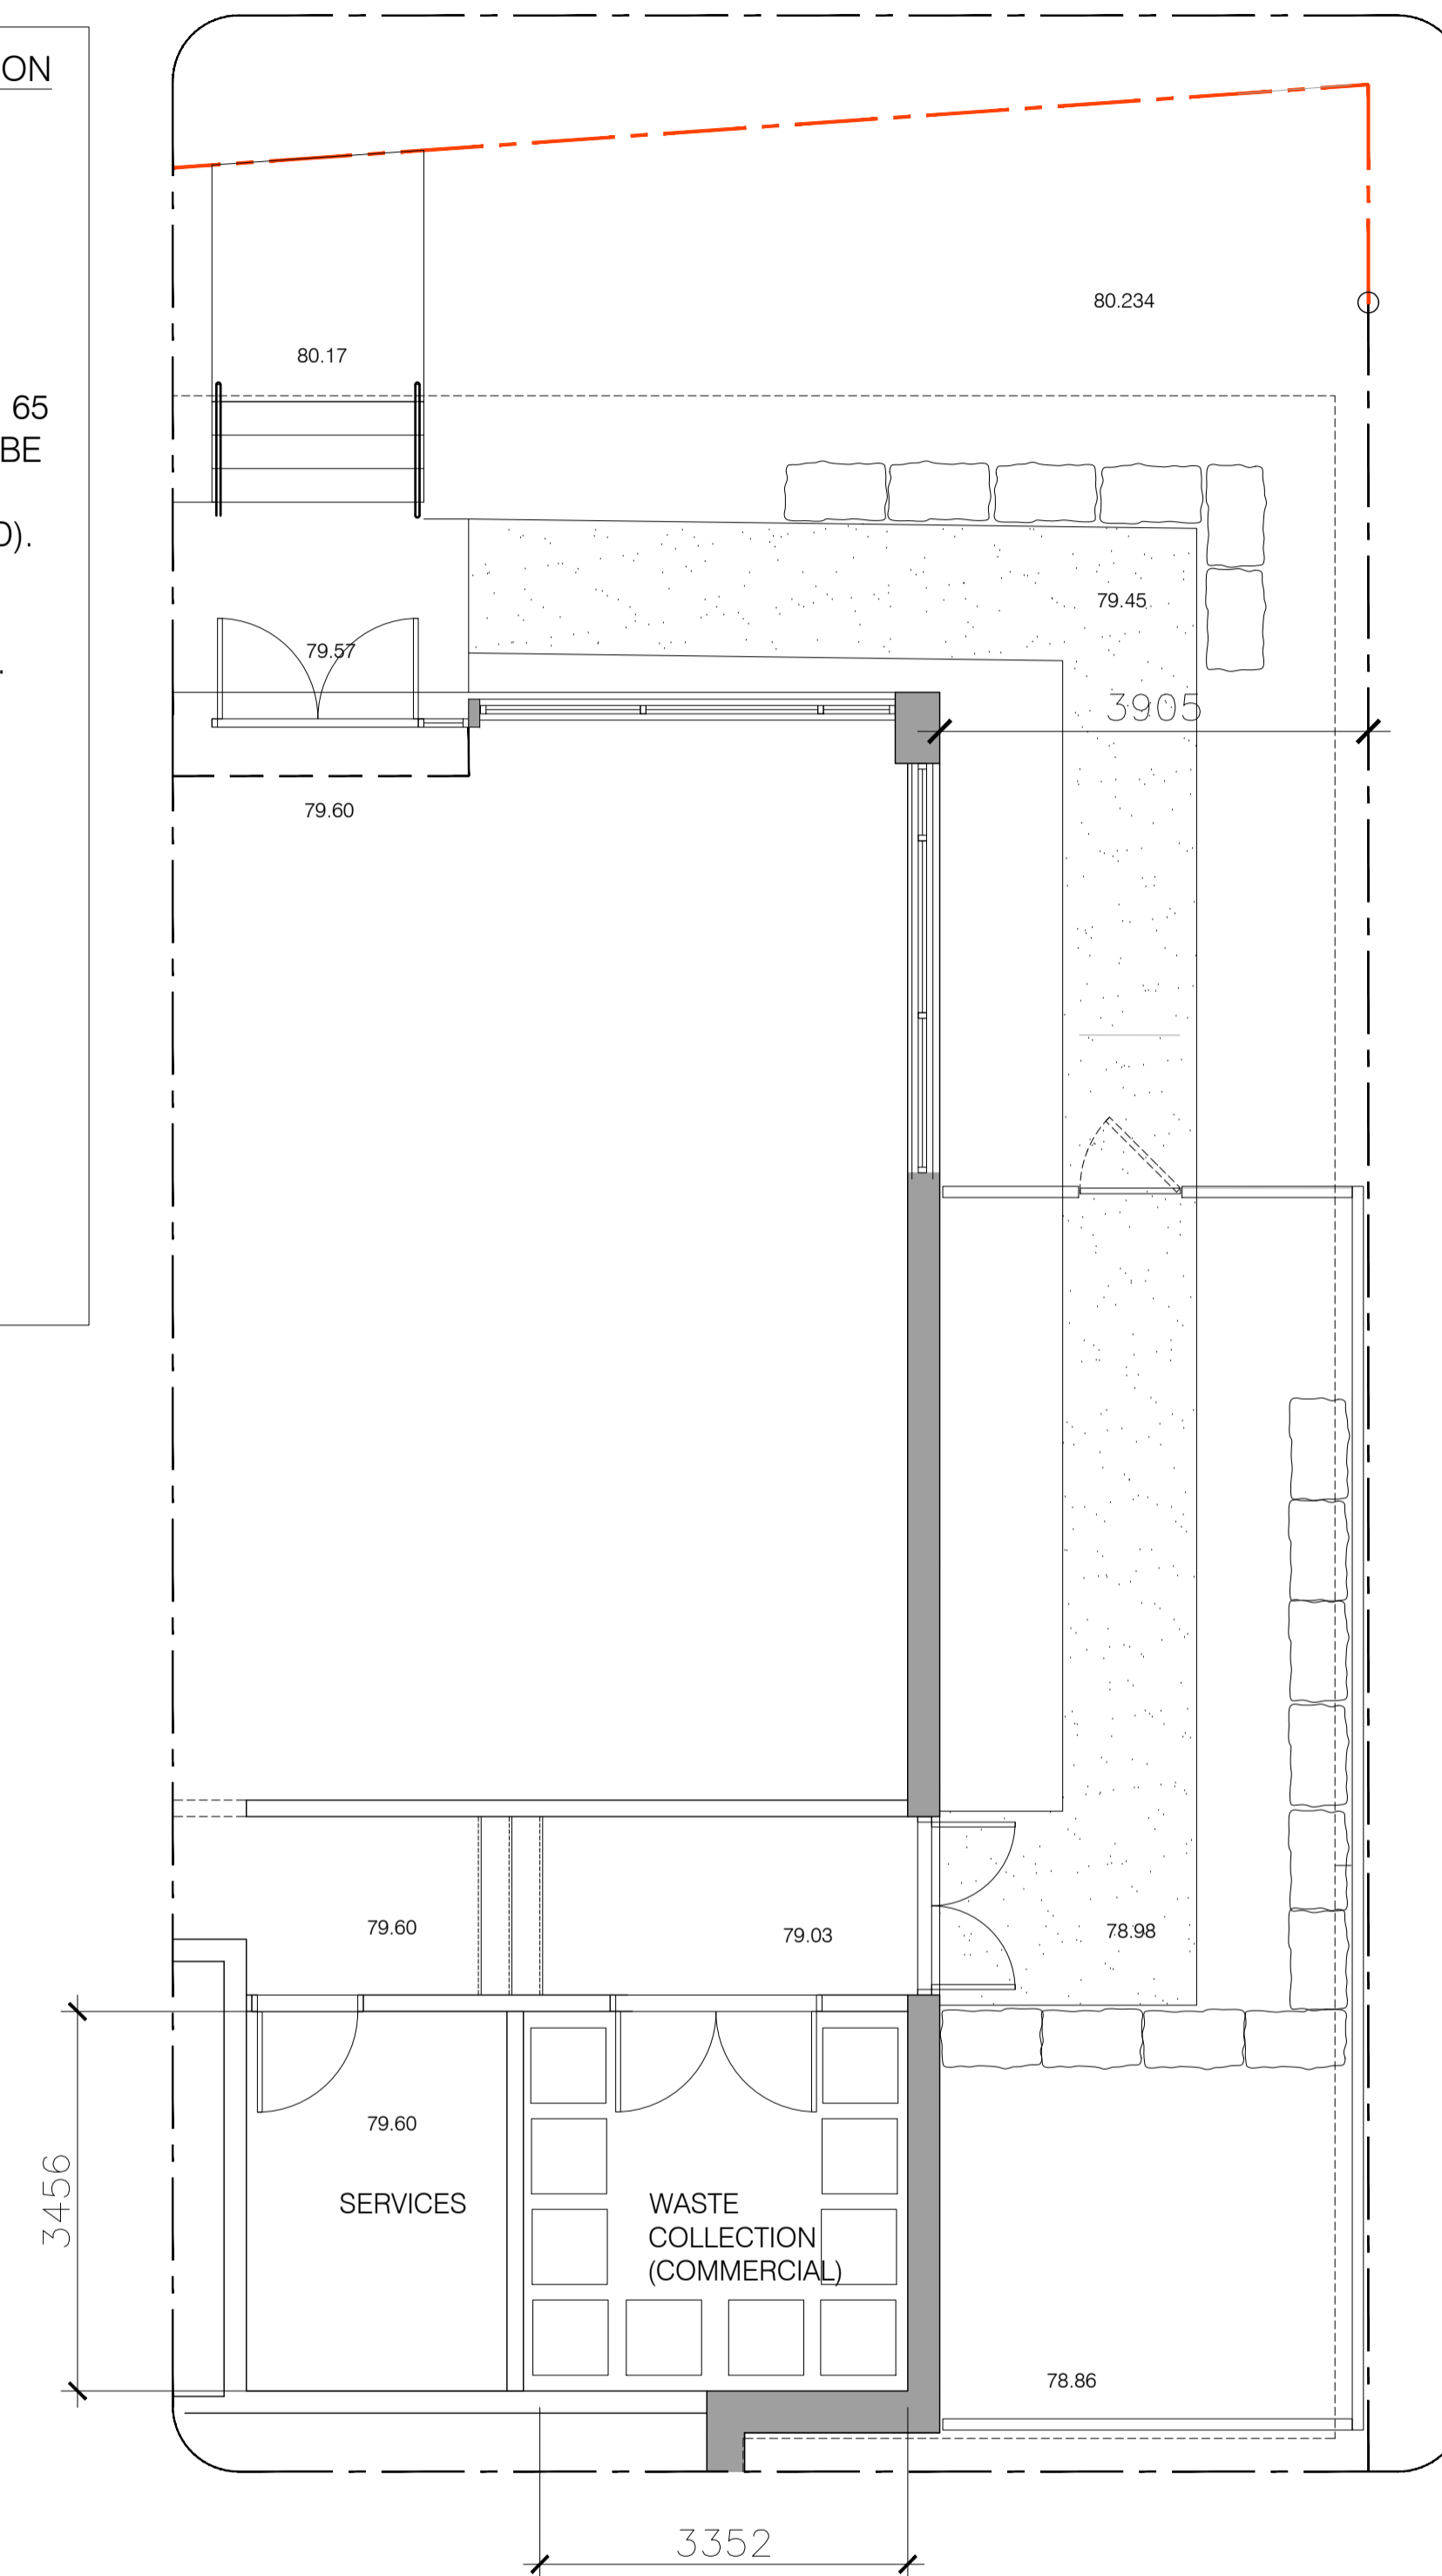 ON
65
BE
0).
.
80.234
80.17
79.45
79.57
3905
79.60
79.60
79.03
78.98
79.60
3456
SERVICES
WASTE
COLLECTION
(COMMERCIAL)
78.86
3352